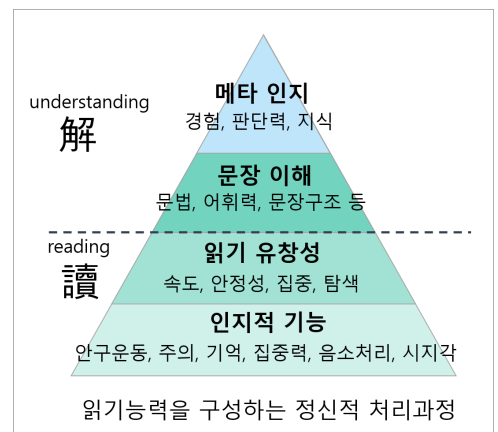 메타 인지
경험, 판단력, 지식
understanding
解
문장 이해
문법, 어휘력, 문장구조 등
reading
讀
읽기 유창성
속도, 안정성, 집중, 탐색
인지적 기능
안구운동, 주의, 기억, 집중력, 음소처리, 시지각
읽기능력을 구성하는 정신적 처리과정